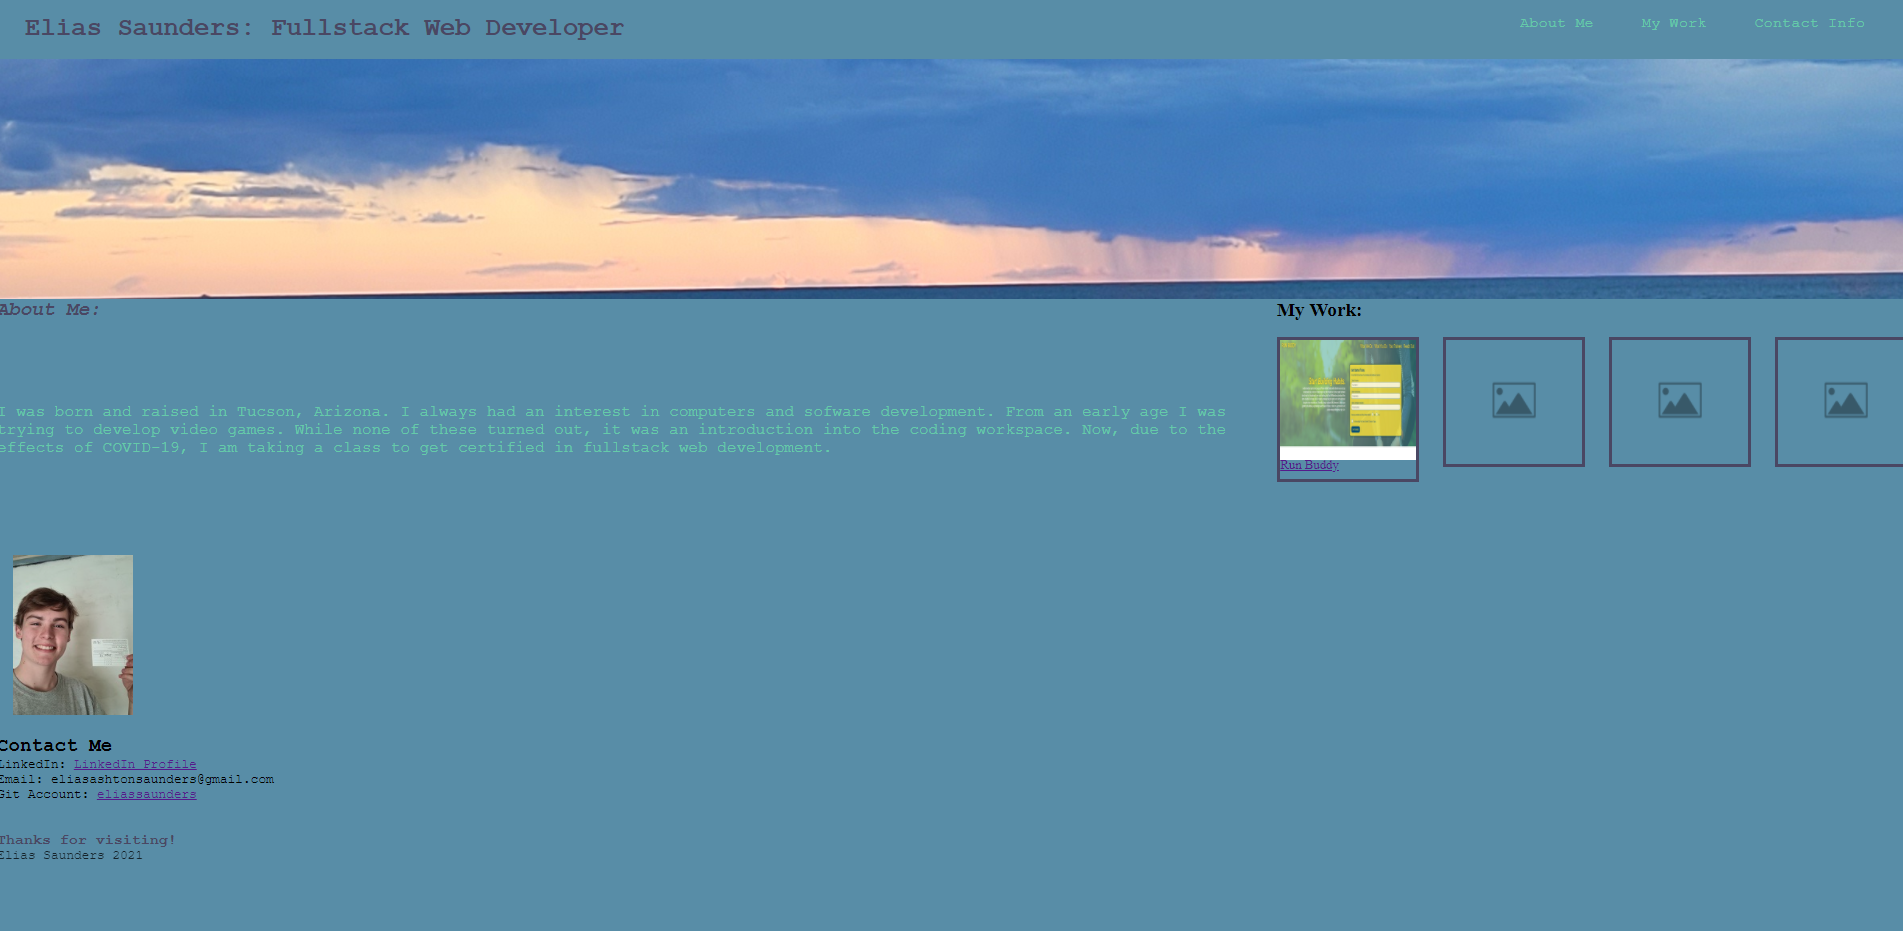 Elias Saunders: Fullstack Web Developer
About Me
My Work
Contact Info
About Me:
I was born and raised in Tucson, Arizona. I always had an interest in computers and sofware development. From an early age I was
trying to develop video games. While none of these turned out, it was an introduction into the coding workspace. Now, due to the
effects of COVID-19, I am taking a class to get certified in fullstack web development.
My Work:
Run Buddy
Contact Me
LinkedIn: LinkedIn Profile
Email: eliasashtonsaunders@gmail.com
Git Account: eliassaunders
Thanks for visiting!
Elias Saunders 2021